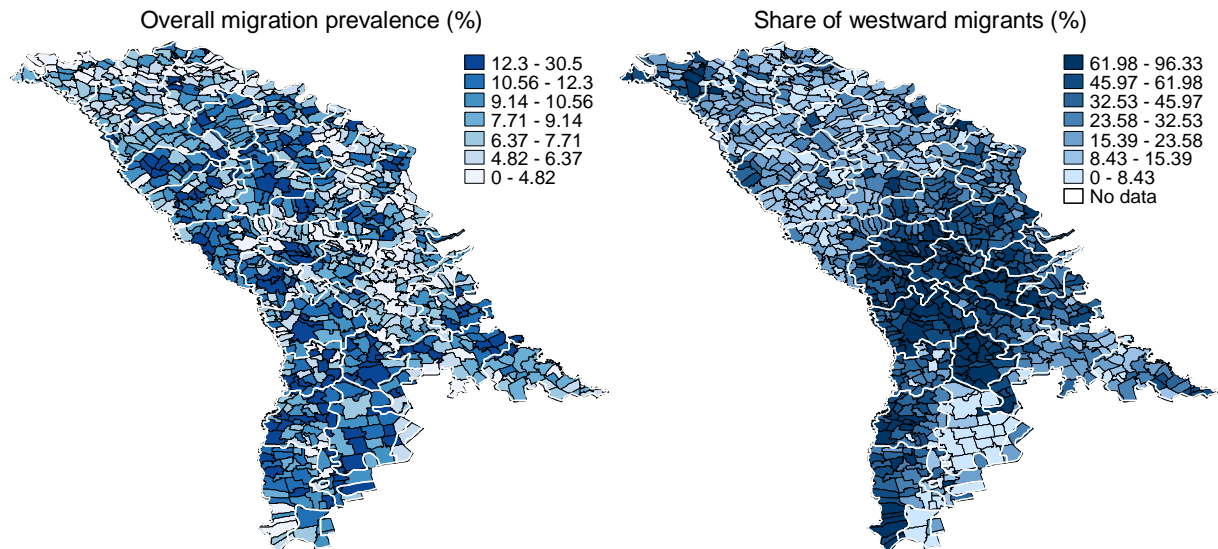 Overall migration prevalence (%)
12.3 - 30.5
10.56 - 12.3
9.14 - 10.56
7.71 - 9.14
6.37 - 7.71
4.82 - 6.37
0 - 4.82
Share of westward migrants (%)
61.98 - 96.33
45.97 - 61.98
32.53 - 45.97
23.58 - 32.53
15.39 - 23.58
8.43 - 15.39
0 - 8.43
No data